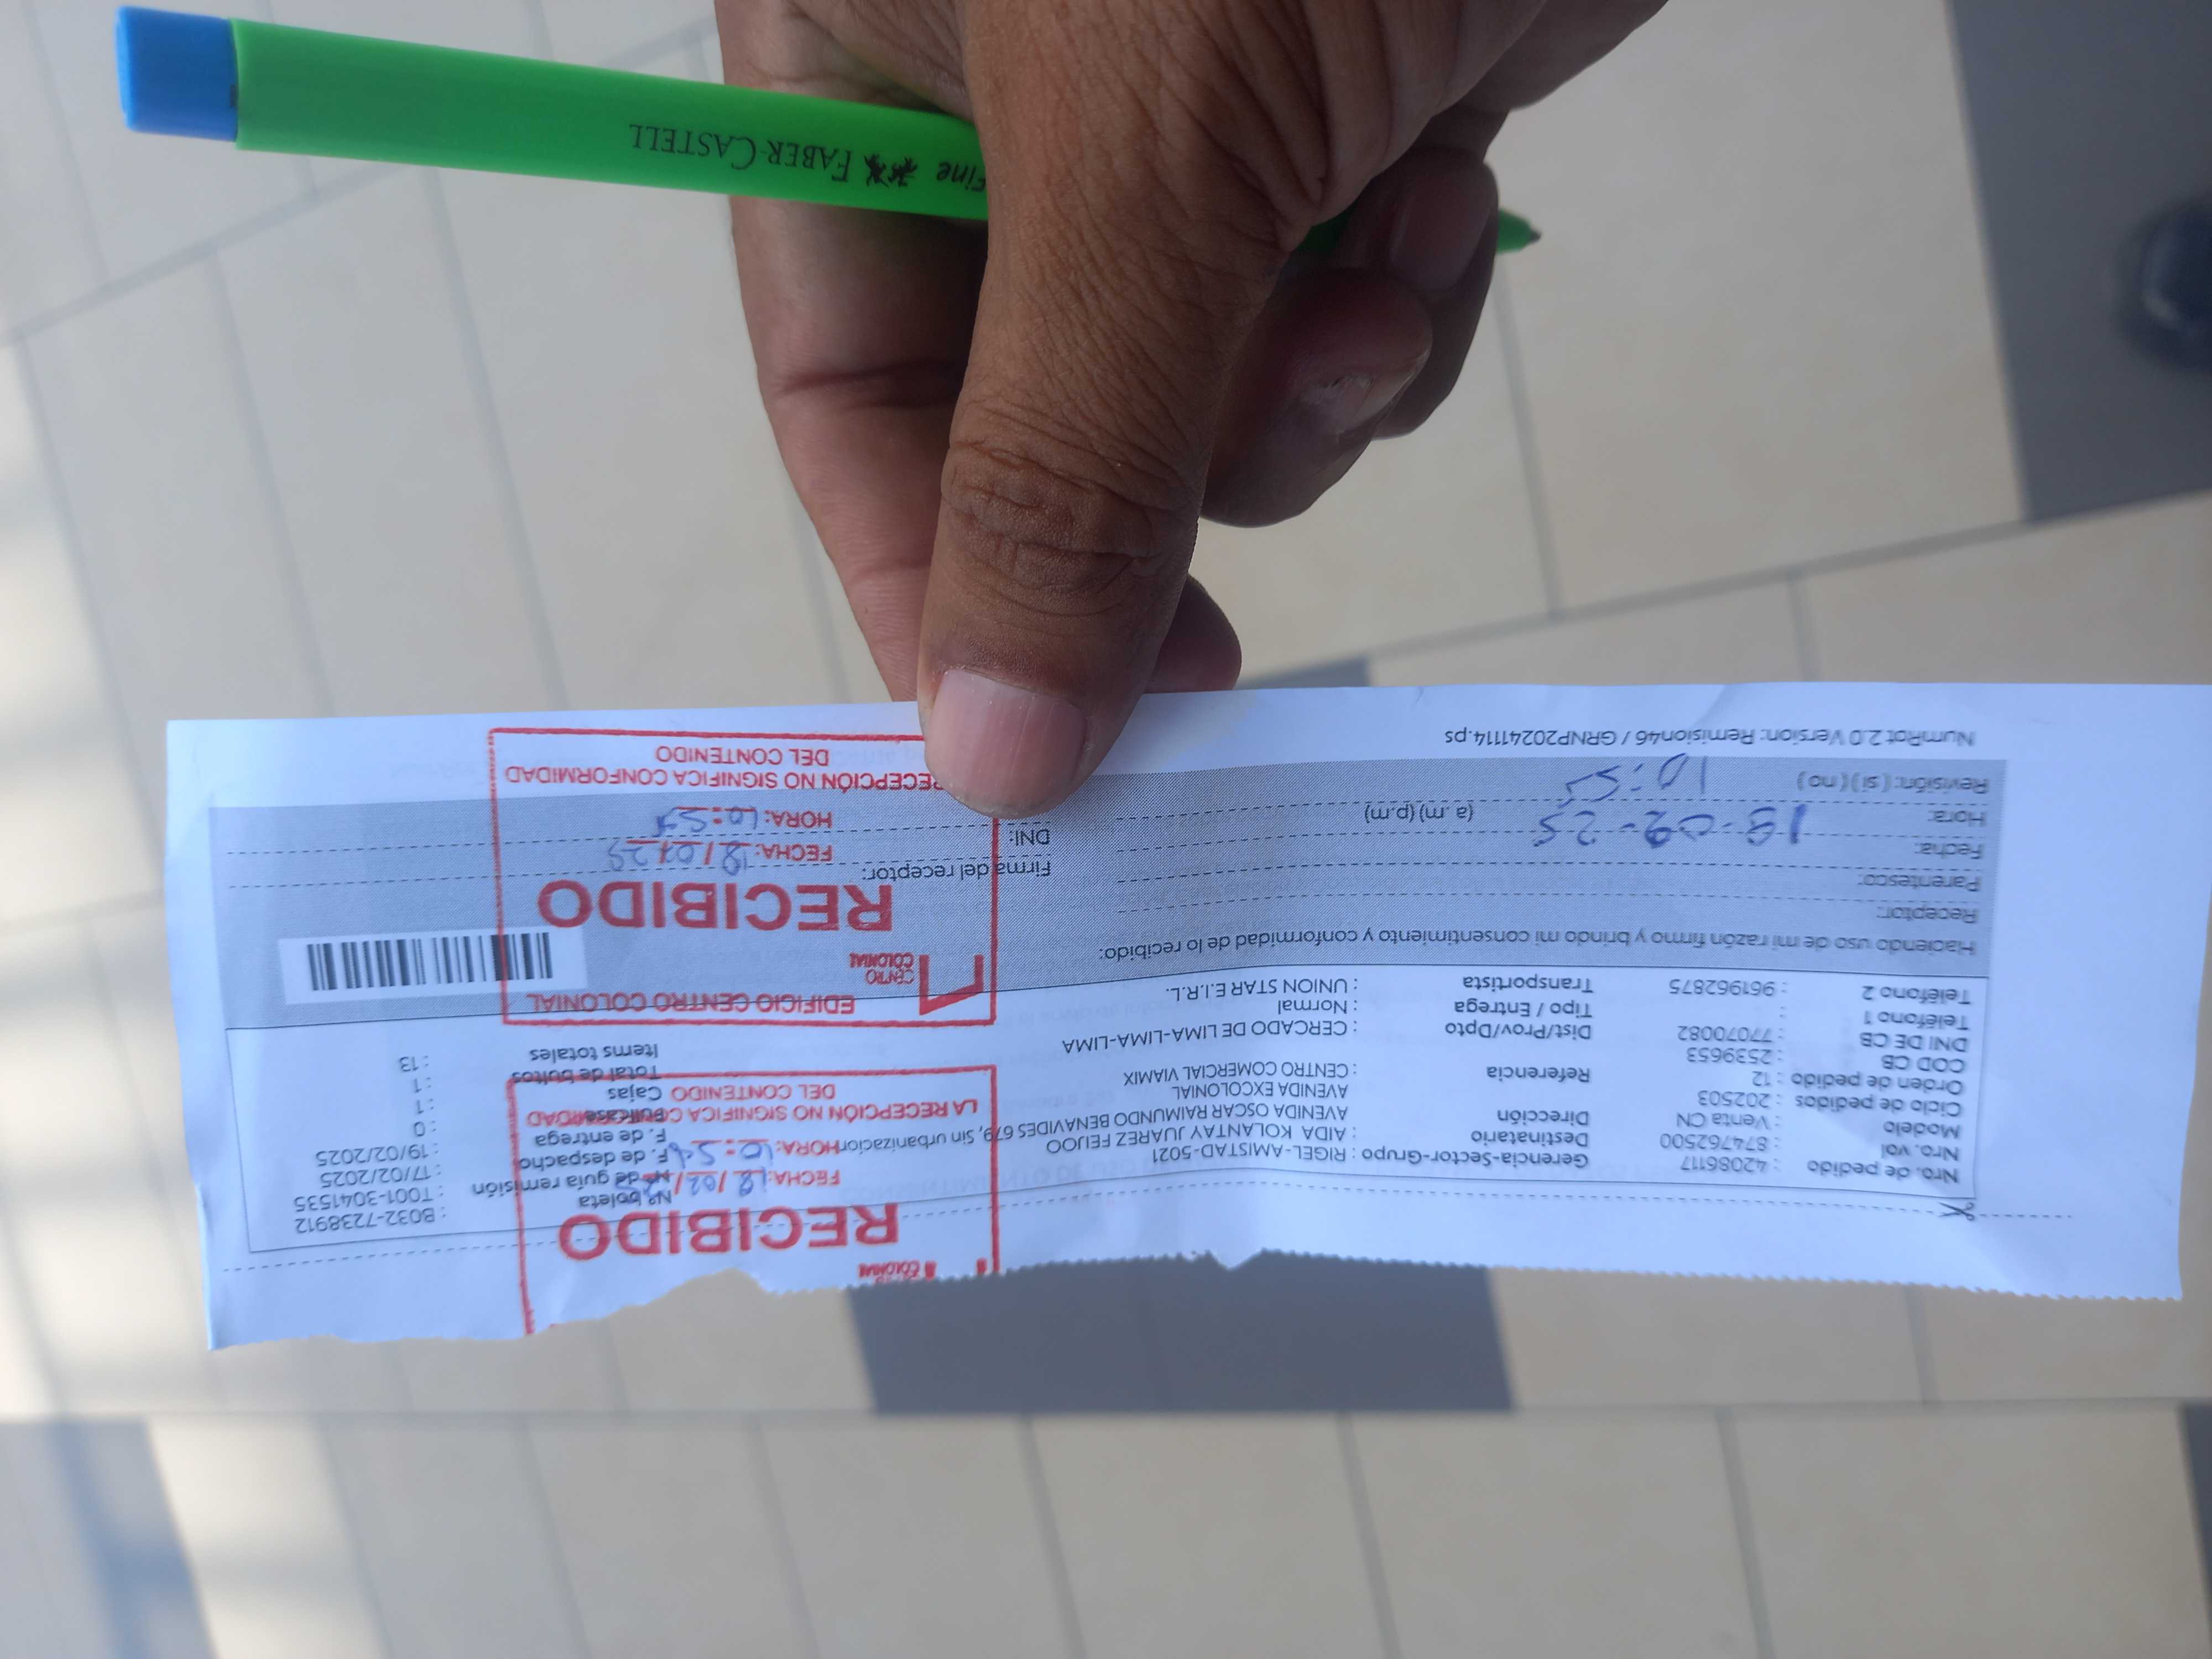 Nro. de pedido : 42086117
Nro. vol : 874762500
Modelo : Venta CN
Ciclo de pedidos : 202503
Orden de pedido : 12
COD CB : 2539653
DNI DE CB : 77070082
Teléfono 1 :
Teléfono 2 : 961962875
Gerencia-Sector-Grupo : RIGEL-AMISTAD-5021
Destinatario : AIDA KOLANTAY JUAREZ FEIJOO
Dirección AVENIDA OSCAR RAIMUNDO BENAVIDES 679, Sin urbanizacion
AVENIDA EXCOLONIAL
Referencia : CENTRO COMERCIAL VIAMIX
Dist/Prov/Dpto : CERCADO DE LIMA-LIMA-LIMA
Tipo / Entrega : Normal
Transportista : UNION STAR E.I.R.L.
Nº boleta : B032-7238912
Nº de guía remisión : T001-3041535
F. de despacho : 17/02/2025
F. de entrega : 19/02/2025
: 0
Cajas : 1
Total de bultos : 1
Items totales : 13
COLONIAL
RECIBIDO
FECHA: 18/02/
HORA: 10:54
LA RECEPCIÓN NO SIGNIFICA
DEL CONTENIDO
Haciendo uso de mi razón firmo y brindo mi consentimiento y conformidad de lo recibido:
Receptor:
Parentesco:
Fecha: 18-02-25
Hora: (a .m) (p.m)
Revisión: ( si ) ( no ) 10:55
Firma del receptor:
DNI:
EDIFICIO CENTRO COLONIAL
CENTRO
COLONIAL
RECIBIDO
FECHA: 18/02/25
HORA: 10:54
RECEPCIÓN NO SIGNIFICA CONFORMIDAD
DEL CONTENIDO
NumRot 2.0 Version: Remision46 / GRNP20241114.ps
Fine FABER-CASTELL